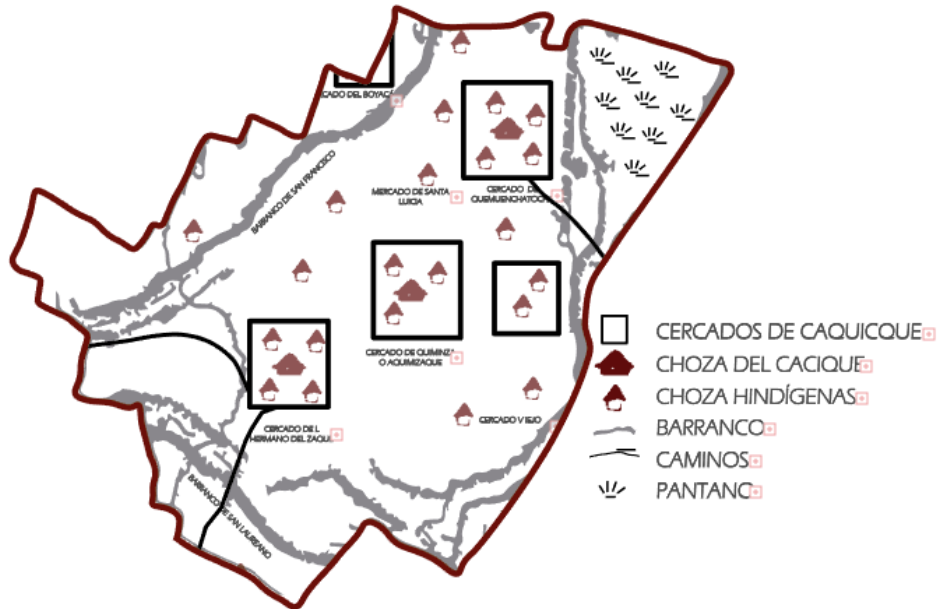 CADO DEL BOYACÁ
BARRANCO DE SAN FRANCISCO
MERCADO DE SANTA
LUICIA
CERCADO DE
QUEMUENCHATOCHA
CERCADO DE QUIMINZA
O AQUIMIZAQUE
CERCADO DE L
HERMANO DEL ZAQUE
CERCADO VIEJO
BARRANCO DE SAN LAUREANO
CERCADOS DE CAQUICQUE
CHOZA DEL CACIQUE
CHOZA HINDÍGENAS
BARRANCO
CAMINOS
PANTANO